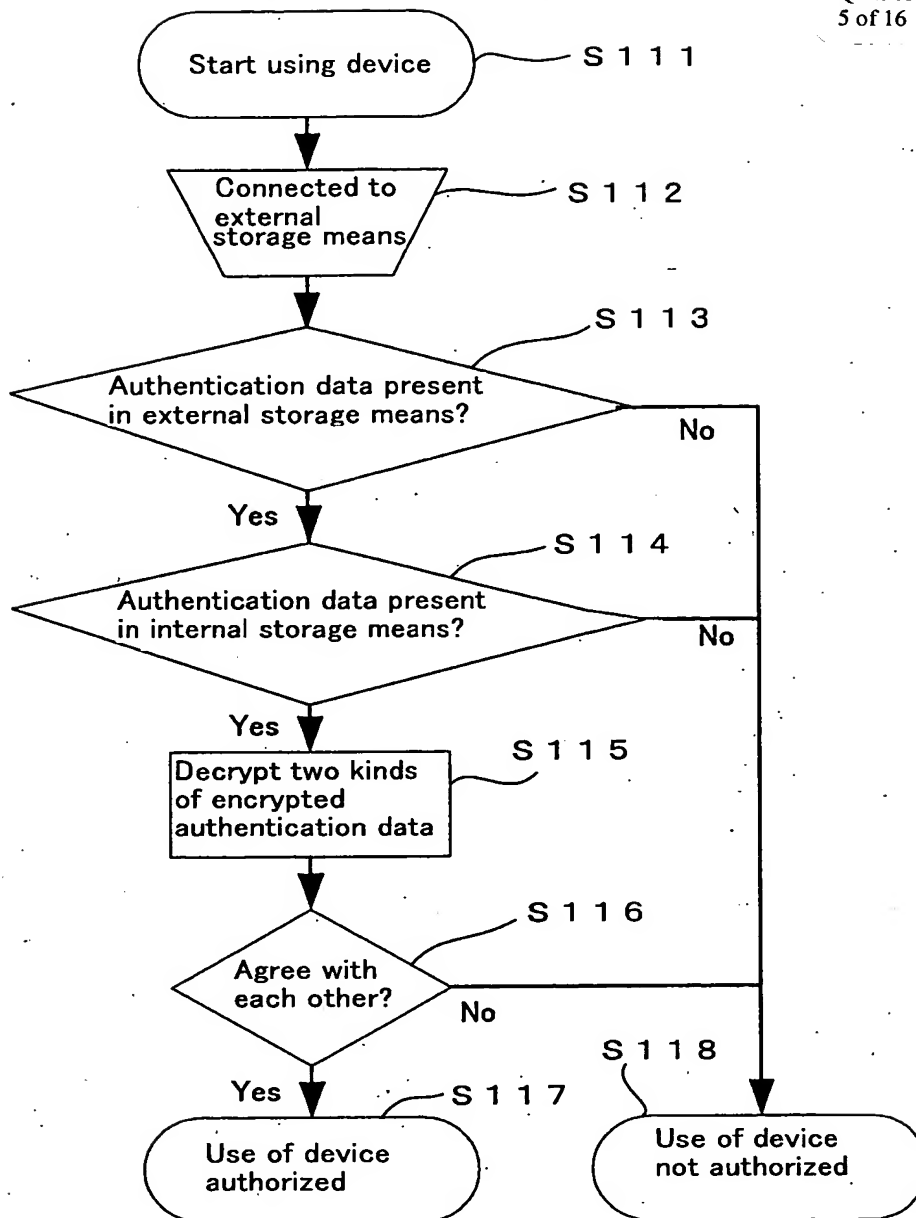 5 of 16
Start using device
S111
Connected to
external
storage means
S112
S113
Authentication data present
in external storage means?
No
Yes
S114
Authentication data present
in internal storage means?
No
Yes
S115
Decrypt two kinds
of encrypted
authentication data
S116
Agree with
each other?
No
Yes
S117
S118
Use of device
authorized
Use of device
not authorized